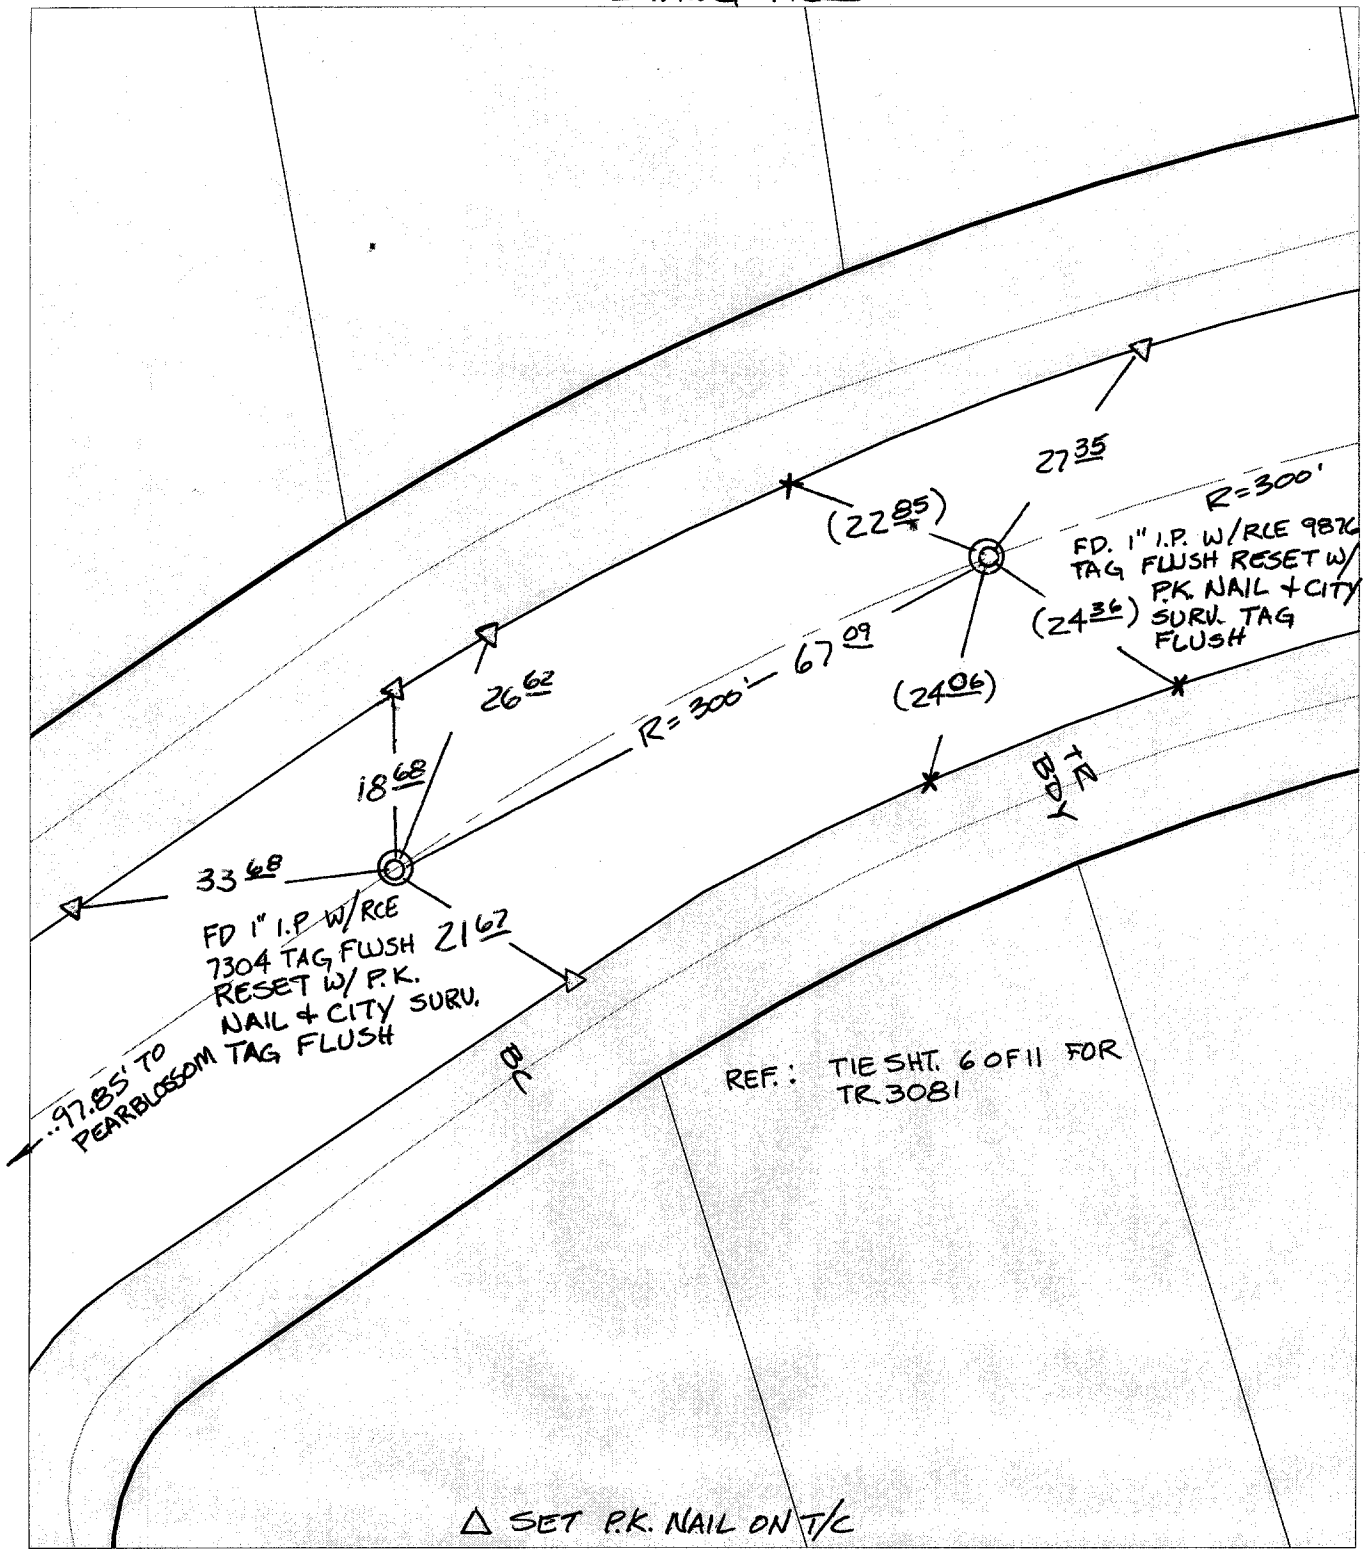 27 35
(22 85)
R=300'
FD. 1" I.P. W/RCE 9876
TAG FLUSH RESET W/
P.K. NAIL & CITY
SURV. TAG
FLUSH
(24 36)
67 09
(24 06)
26 62
R=300'
18 68
TR
BDY
33 68
FD 1" I.P W/RCE
7304 TAG FLUSH
RESET W/ P.K.
NAIL & CITY SURV.
TAG FLUSH
21 67
97.85' TO
PEARBLOSSOM
BC
REF.: TIE SHT. 6 OF 11 FOR
TR. 3081
△ SET P.K. NAIL ON T/C